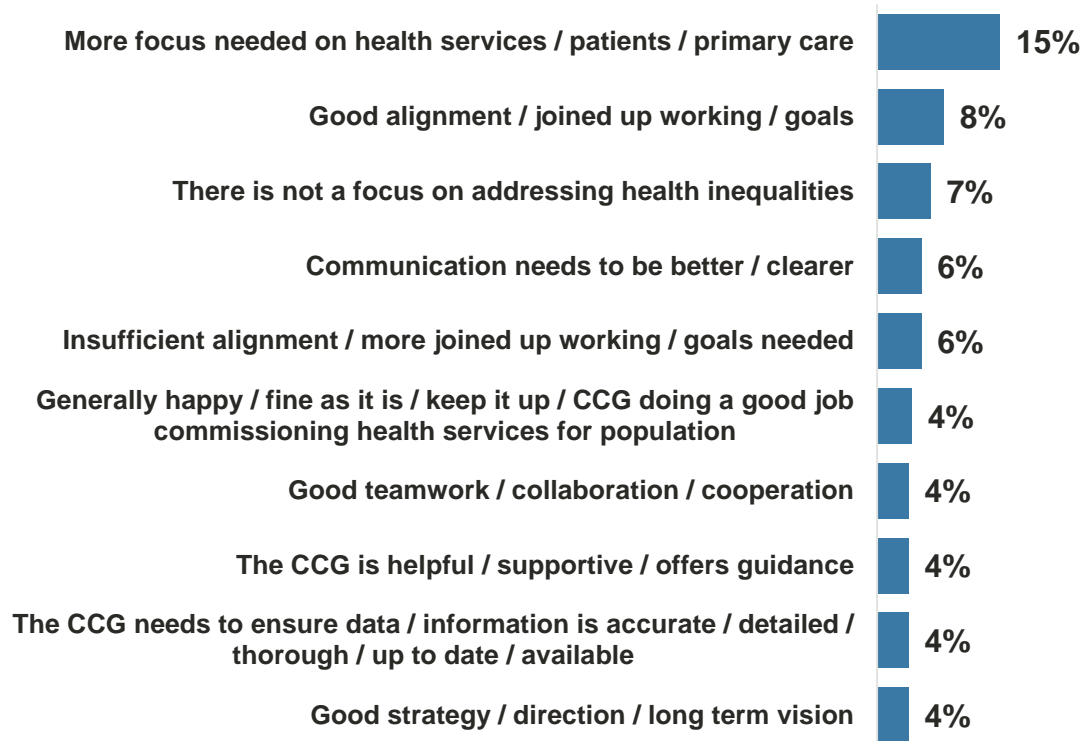 More focus needed on health services / patients / primary care 15%
Good alignment / joined up working / goals 8%
There is not a focus on addressing health inequalities 7%
Communication needs to be better / clearer 6%
Insufficient alignment / more joined up working / goals needed 6%
Generally happy / fine as it is / keep it up / CCG doing a good job
commissioning health services for population 4%
Good teamwork / collaboration / cooperation 4%
The CCG is helpful / supportive / offers guidance 4%
The CCG needs to ensure data / information is accurate / detailed /
thorough / up to date / available 4%
Good strategy / direction / long term vision 4%